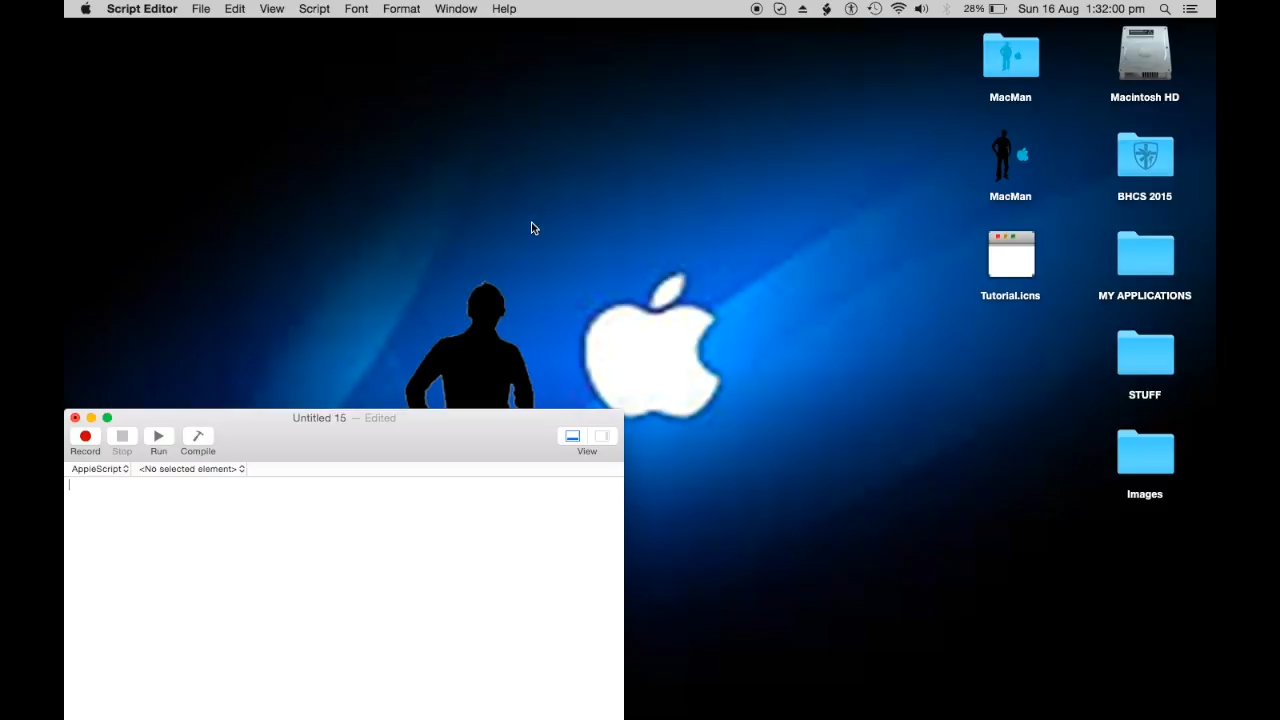 Script Editor File Edit View Script Font Format Window Help 28% Sun 16 Aug 1:32:00 pm
MacMan Macintosh HD
MacMan BHCS 2015
Tutorial.icns MY APPLICATIONS
STUFF
Untitled 15 — Edited
Record Stop Run Compile View
AppleScript <No selected element>
Images